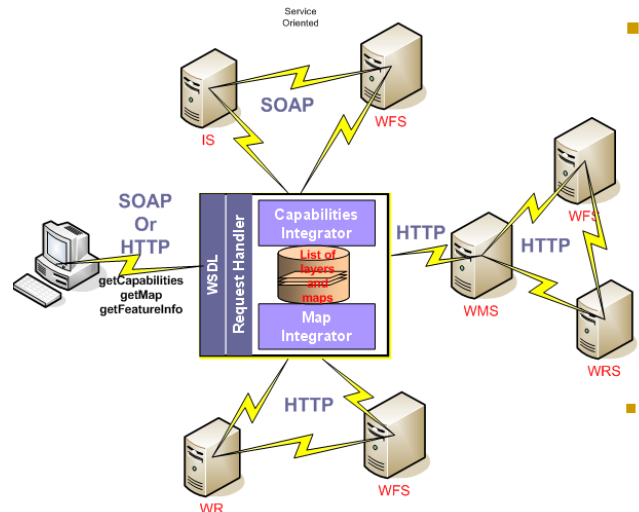 Service
Oriented
SOAP
IS
WFS
SOAP
Or
HTTP
getCapabilities
getMap
getFeatureInfo
WSDL
Request Handler
Capabilities
Integrator
List of
layers
and
maps
Map
Integrator
HTTP
WMS
HTTP
WFS
WRS
HTTP
WR
WFS